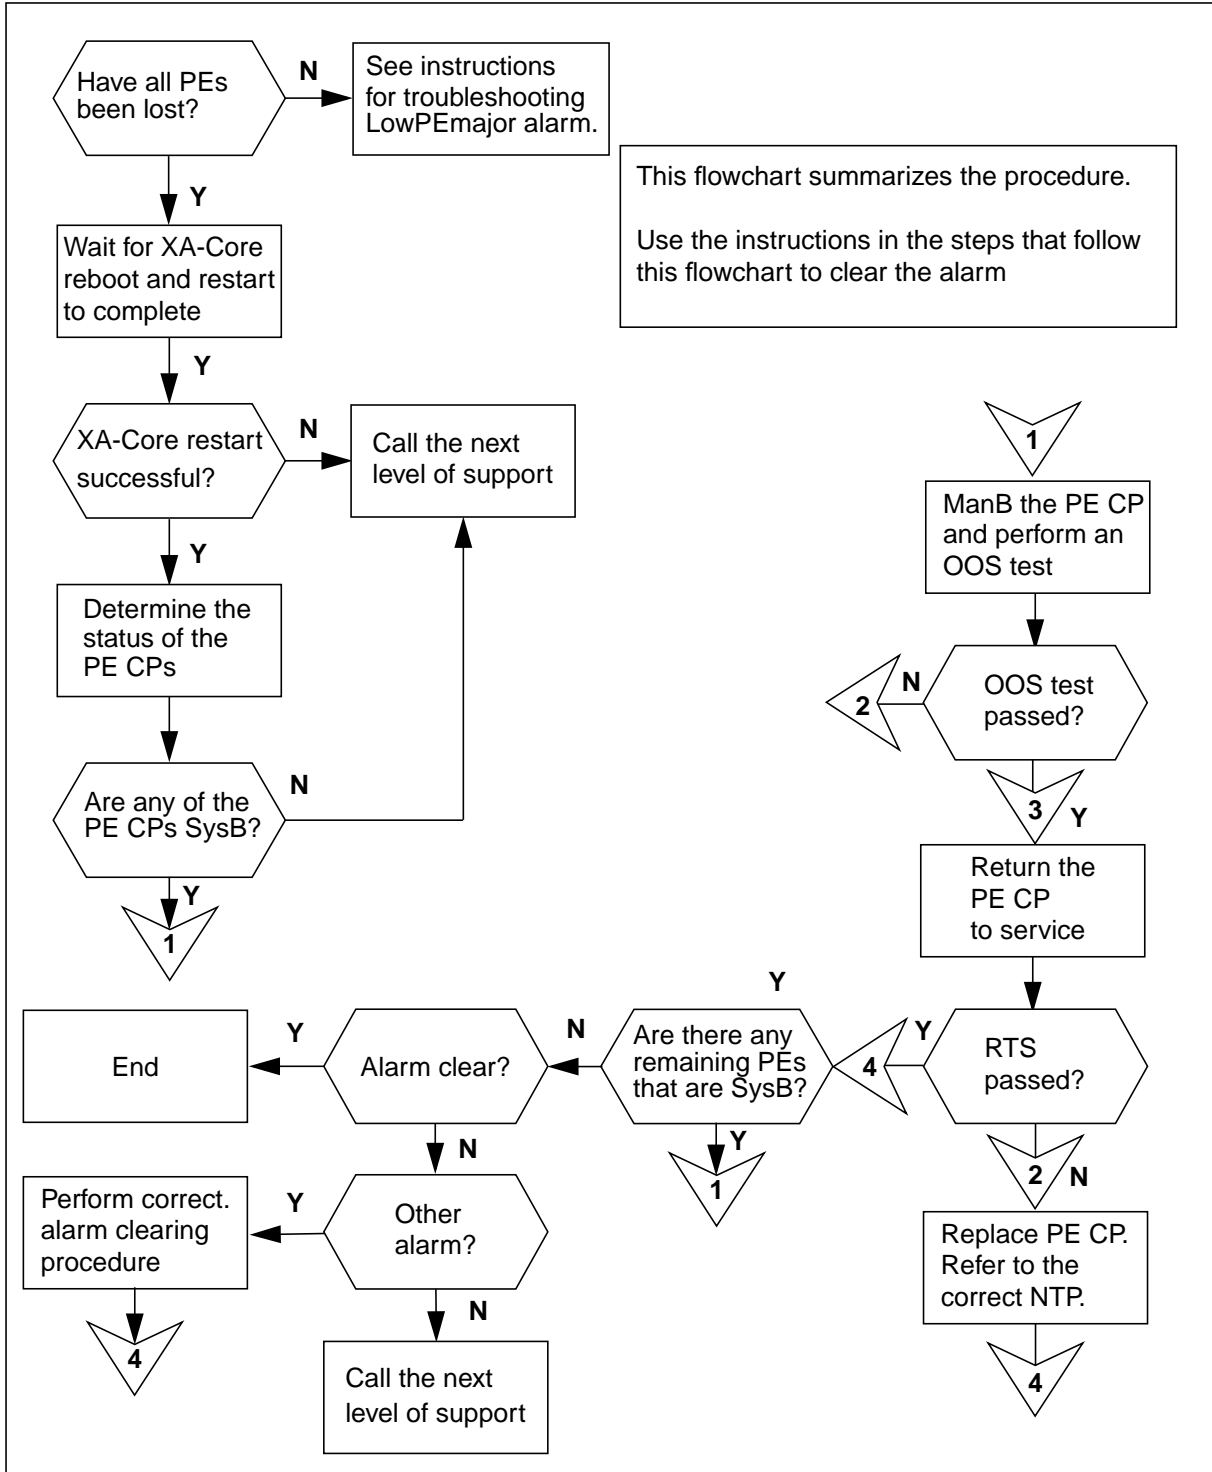 Have all PEs
been lost?
N
See instructions
for troubleshooting
LowPEmajor alarm.
This flowchart summarizes the procedure.
Use the instructions in the steps that follow
this flowchart to clear the alarm
Y
Wait for XA-Core
reboot and restart
to complete
Y
XA-Core restart
successful?
N
Call the next
level of support
Y
Determine the
status of the
PE CPs
Are any of the
PE CPs SysB?
N
Y
1
1
ManB the PE CP
and perform an
OOS test
OOS test
passed?
N
2
3
Y
Return the
PE CP
to service
RTS
passed?
Y
4
Y
Are there any
remaining PEs
that are SysB?
N
Y
1
Alarm clear?
Y
End
N
Other
alarm?
Y
Perform correct.
alarm clearing
procedure
4
N
Call the next
level of support
2
N
Replace PE CP.
Refer to the
correct NTP.
4